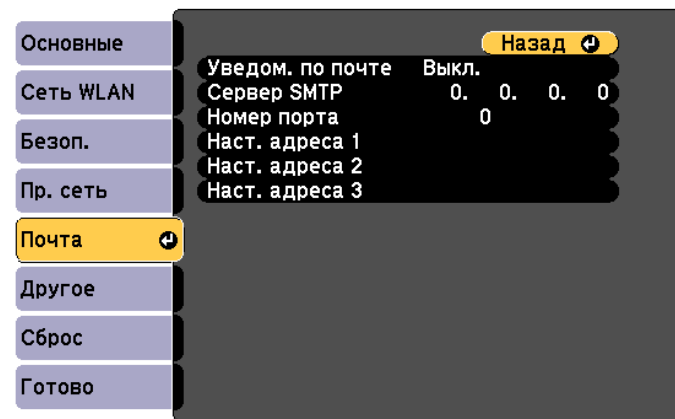 Основные
Сеть WLAN
Безоп.
Пр. сеть
Почта
Другое
Сброс
Готово
Назад
Уведом. по почте Выкл.
Сервер SMTP 0. 0. 0. 0
Номер порта 0
Наст. адреса 1
Наст. адреса 2
Наст. адреса 3